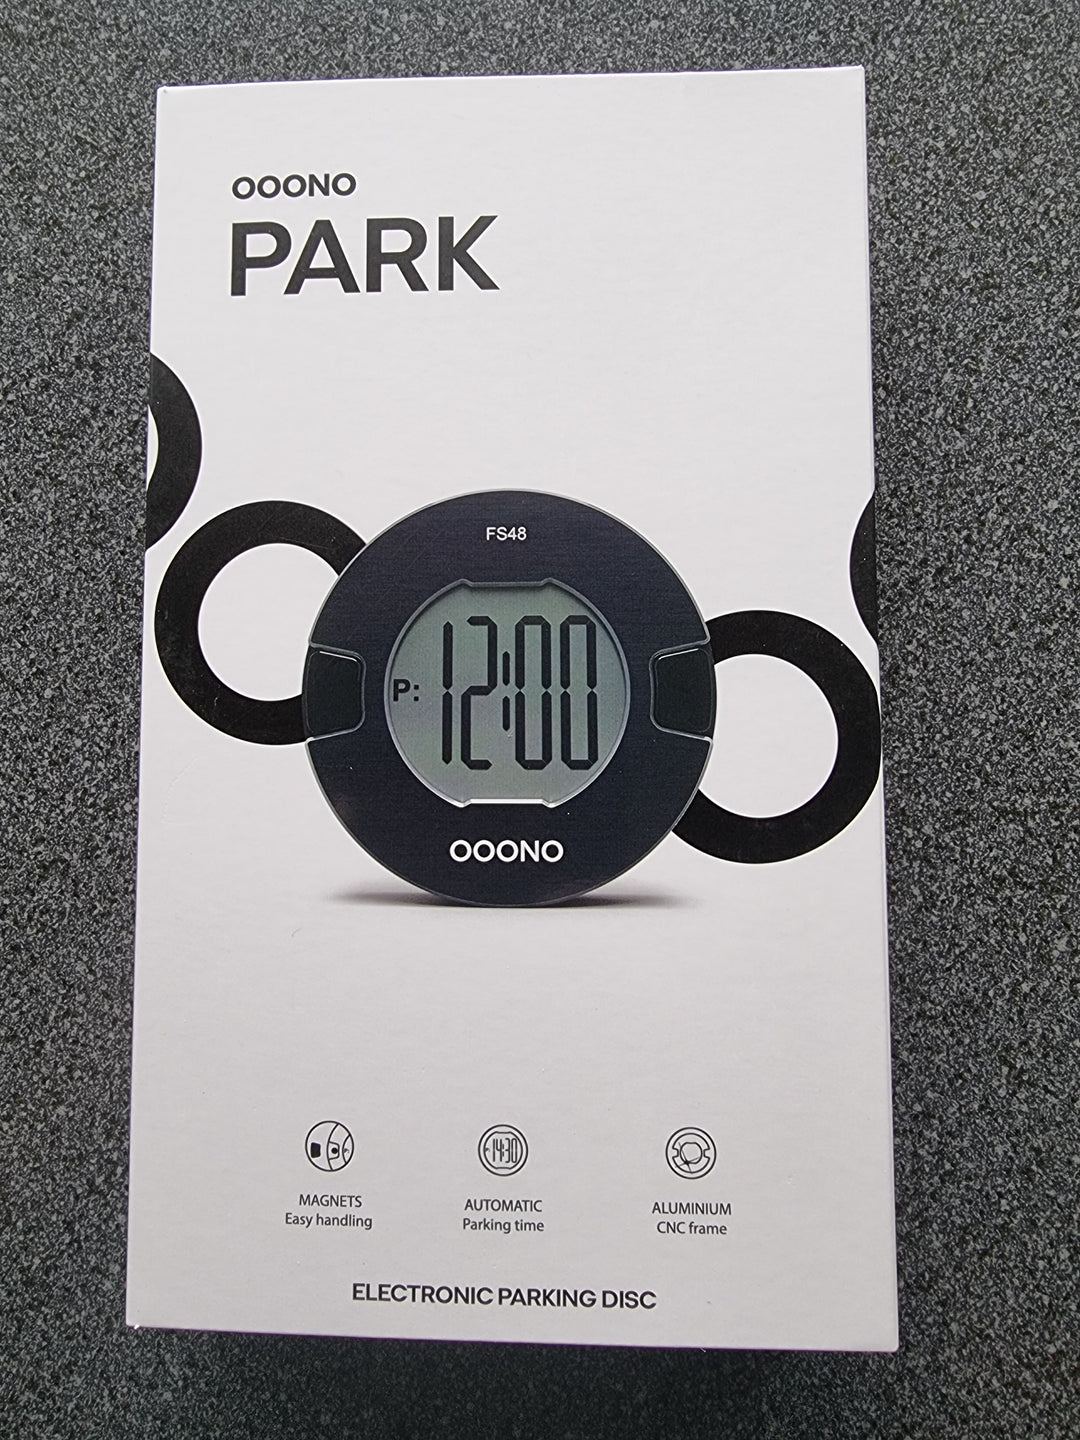 OOONO
PARK
FS48
P: 12:00
OOONO
14:30
MAGNETS
Easy handling
AUTOMATIC
Parking time
ALUMINIUM
CNC frame
ELECTRONIC PARKING DISC